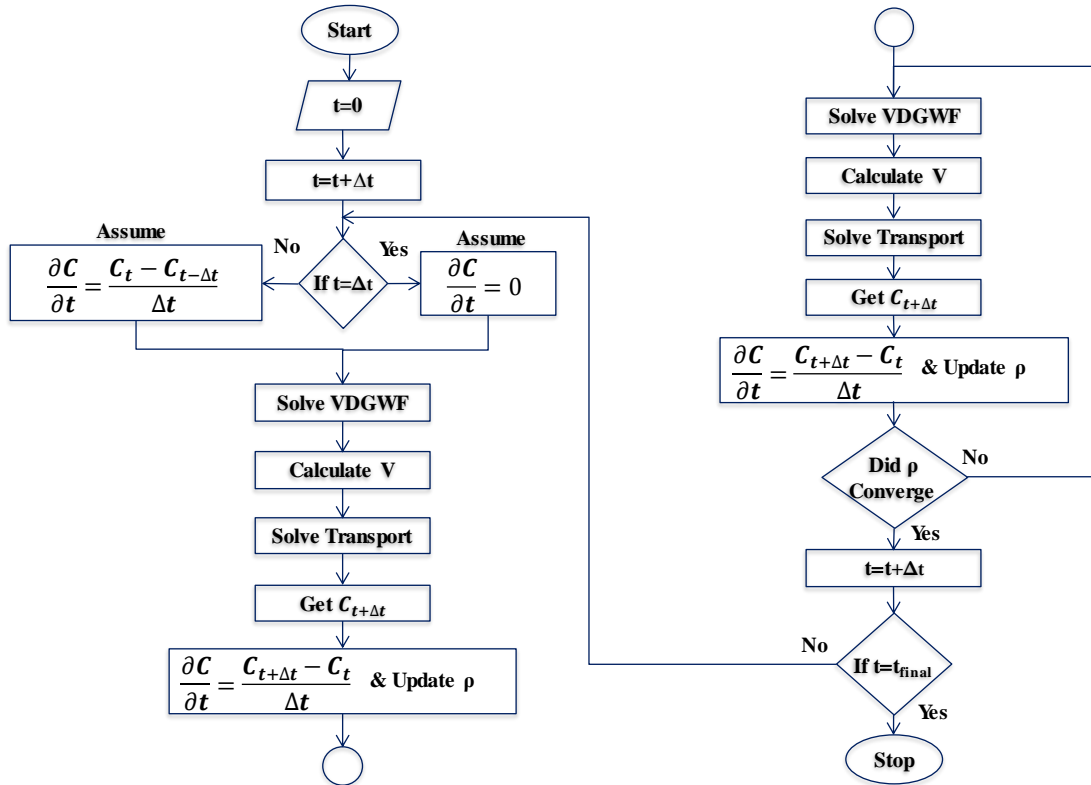 Start
t=0
t=t+Δt
Assume
No
Yes
Assume
∂C/∂t = (C_t − C_{t−Δt})/Δt
If t=Δt
∂C/∂t = 0
Solve VDGWF
Calculate V
Solve Transport
Get C_{t+Δt}
∂C/∂t = (C_{t+Δt} − C_t)/Δt & Update ρ
Solve VDGWF
Calculate V
Solve Transport
Get C_{t+Δt}
∂C/∂t = (C_{t+Δt} − C_t)/Δt & Update ρ
Did ρ
Converge
No
Yes
t=t+Δt
No
If t=t_final
Yes
Stop